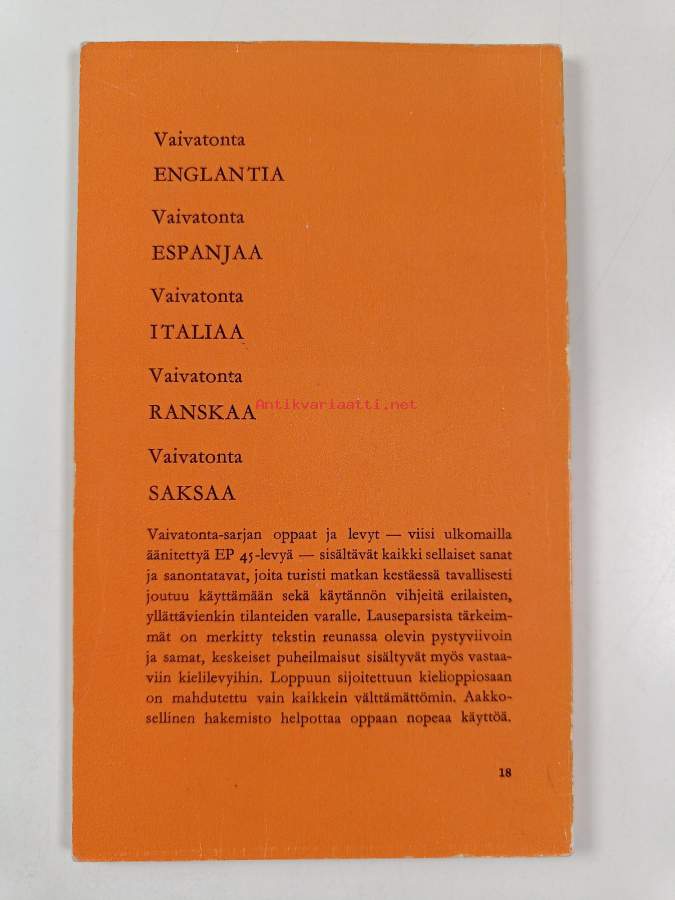 Vaivatonta
ENGLANTIA
Vaivatonta
ESPANJAA
Vaivatonta
ITALIAA
Vaivatonta
Antikvariaatti.net
RANSKAA
Vaivatonta
SAKSAA
Vaivatonta-sarjan oppaat ja levyt — viisi ulkomailla
äänitettyä EP 45-levyä — sisältävät kaikki sellaiset sanat
ja sanontatavat, joita turisti matkan kestäessä tavallisesti
joutuu käyttämään sekä käytännön vihjeitä erilaisten,
yllättävienkin tilanteiden varalle. Lauseparsista tärkeim-
mät on merkitty tekstin reunassa olevin pystyviivoin
ja samat, keskeiset puheilmaisut sisältyvät myös vastaa-
viin kielilevyihin. Loppuun sijoitettuun kielioppiosaan
on mahdutettu vain kaikkein välttämättömin. Aakko-
sellinen hakemisto helpottaa oppaan nopeaa käyttöä.
18